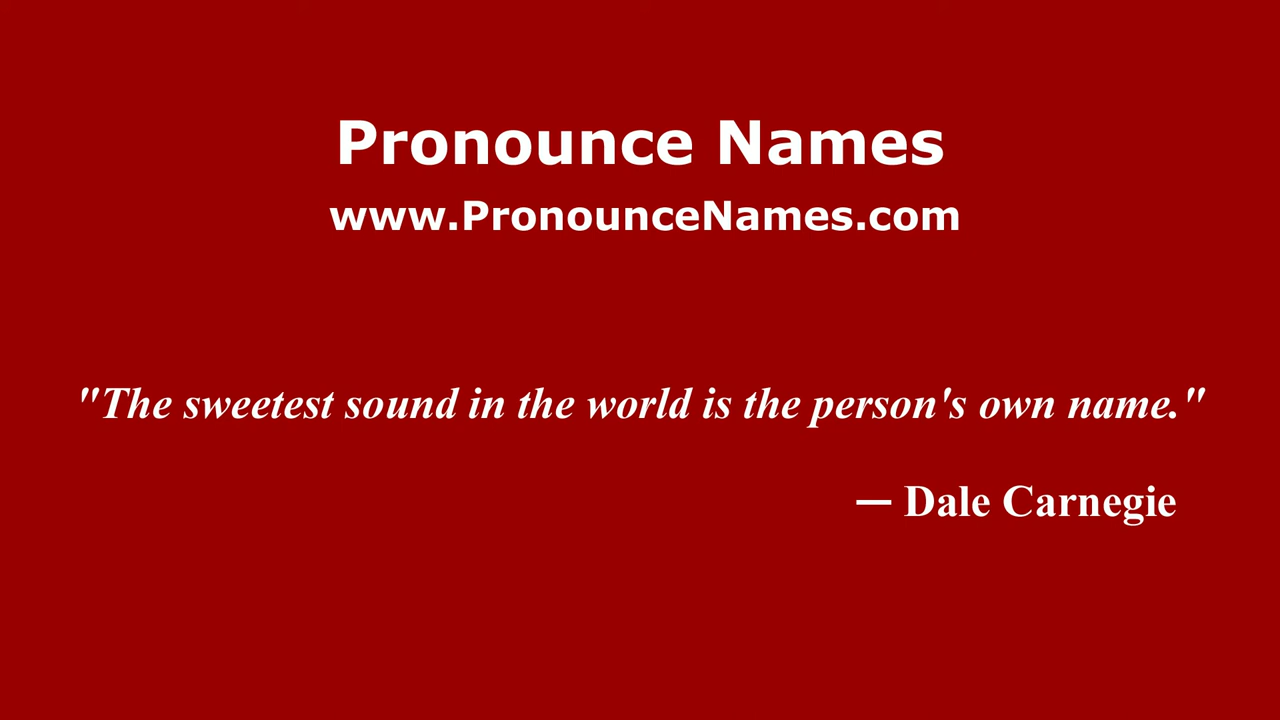 Pronounce Names
www.PronounceNames.com
"The sweetest sound in the world is the person's own name."
— Dale Carnegie